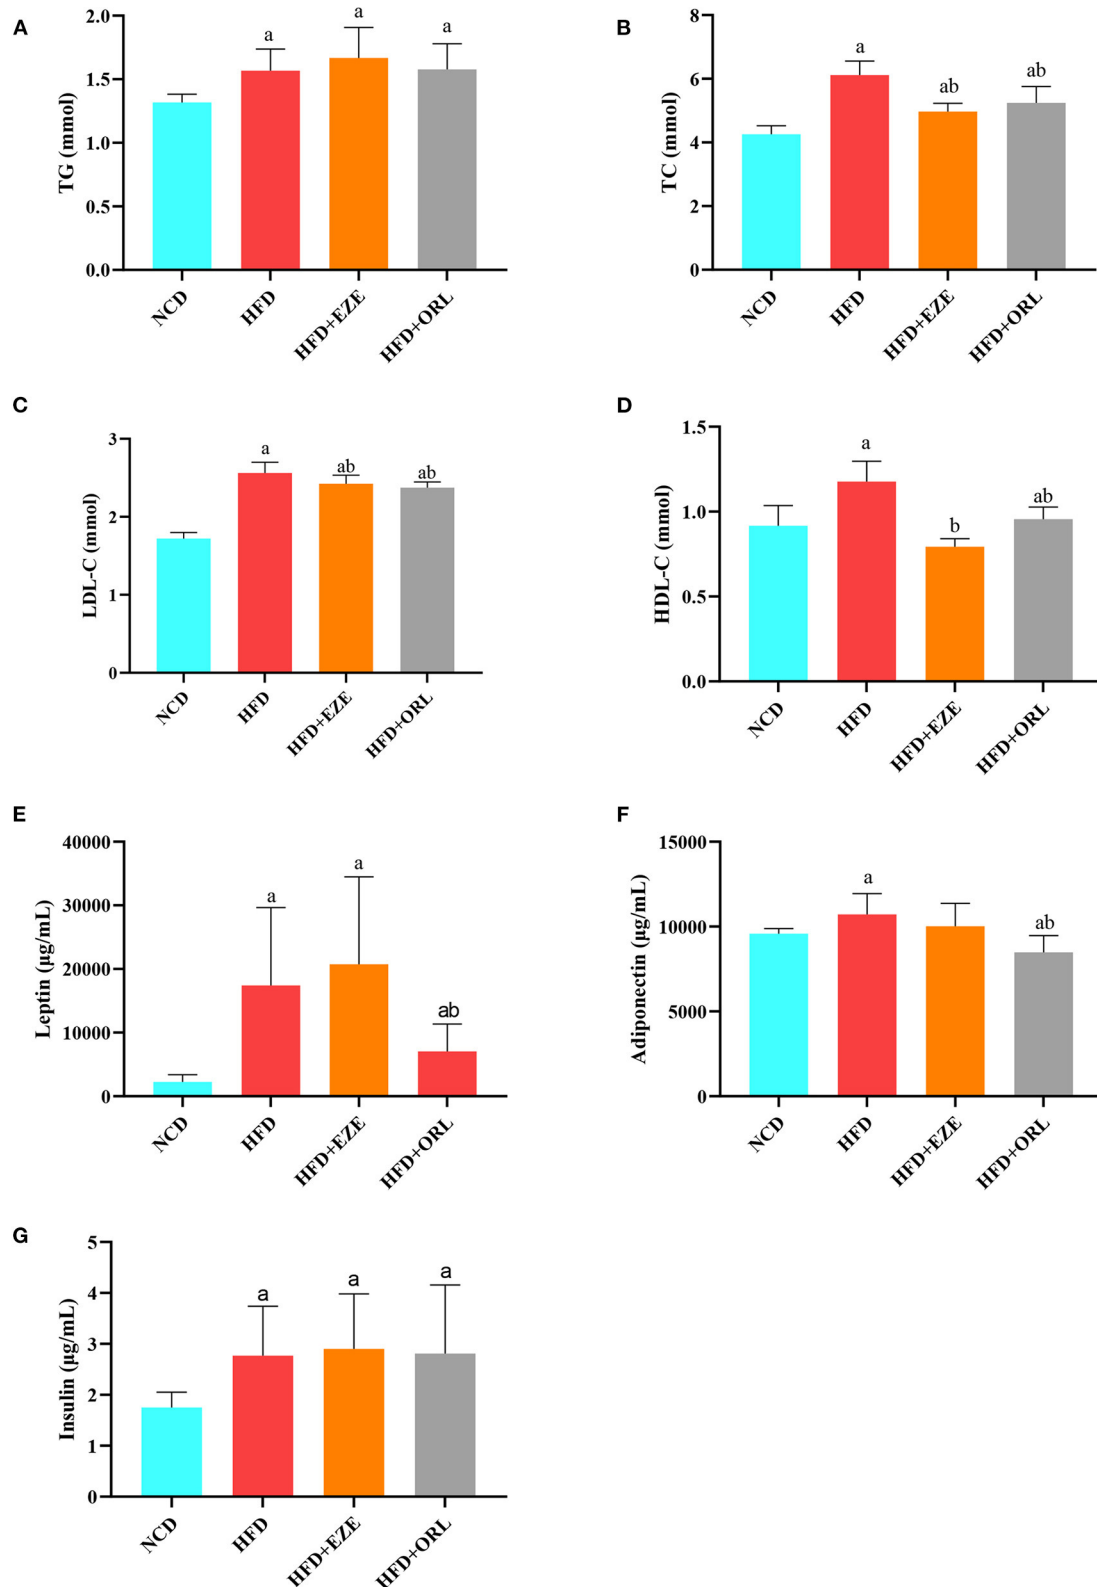 A
TG (mmol)
2.0
1.5
1.0
0.5
0.0
a
a
a
NCD
HFD
HFD+EZE
HFD+ORL
B
TC (mmol)
8
6
4
2
0
a
ab
ab
NCD
HFD
HFD+EZE
HFD+ORL
C
LDL-C (mmol)
3
2
1
0
a
ab
ab
NCD
HFD
HFD+EZE
HFD+ORL
D
HDL-C (mmol)
1.5
1.0
0.5
0.0
a
b
ab
NCD
HFD
HFD+EZE
HFD+ORL
E
Leptin (μg/mL)
40000
30000
20000
10000
0
a
a
ab
NCD
HFD
HFD+EZE
HFD+ORL
F
Adiponectin (μg/mL)
15000
10000
5000
0
a
ab
NCD
HFD
HFD+EZE
HFD+ORL
G
Insulin (μg/mL)
5
4
3
2
1
0
a
a
a
NCD
HFD
HFD+EZE
HFD+ORL